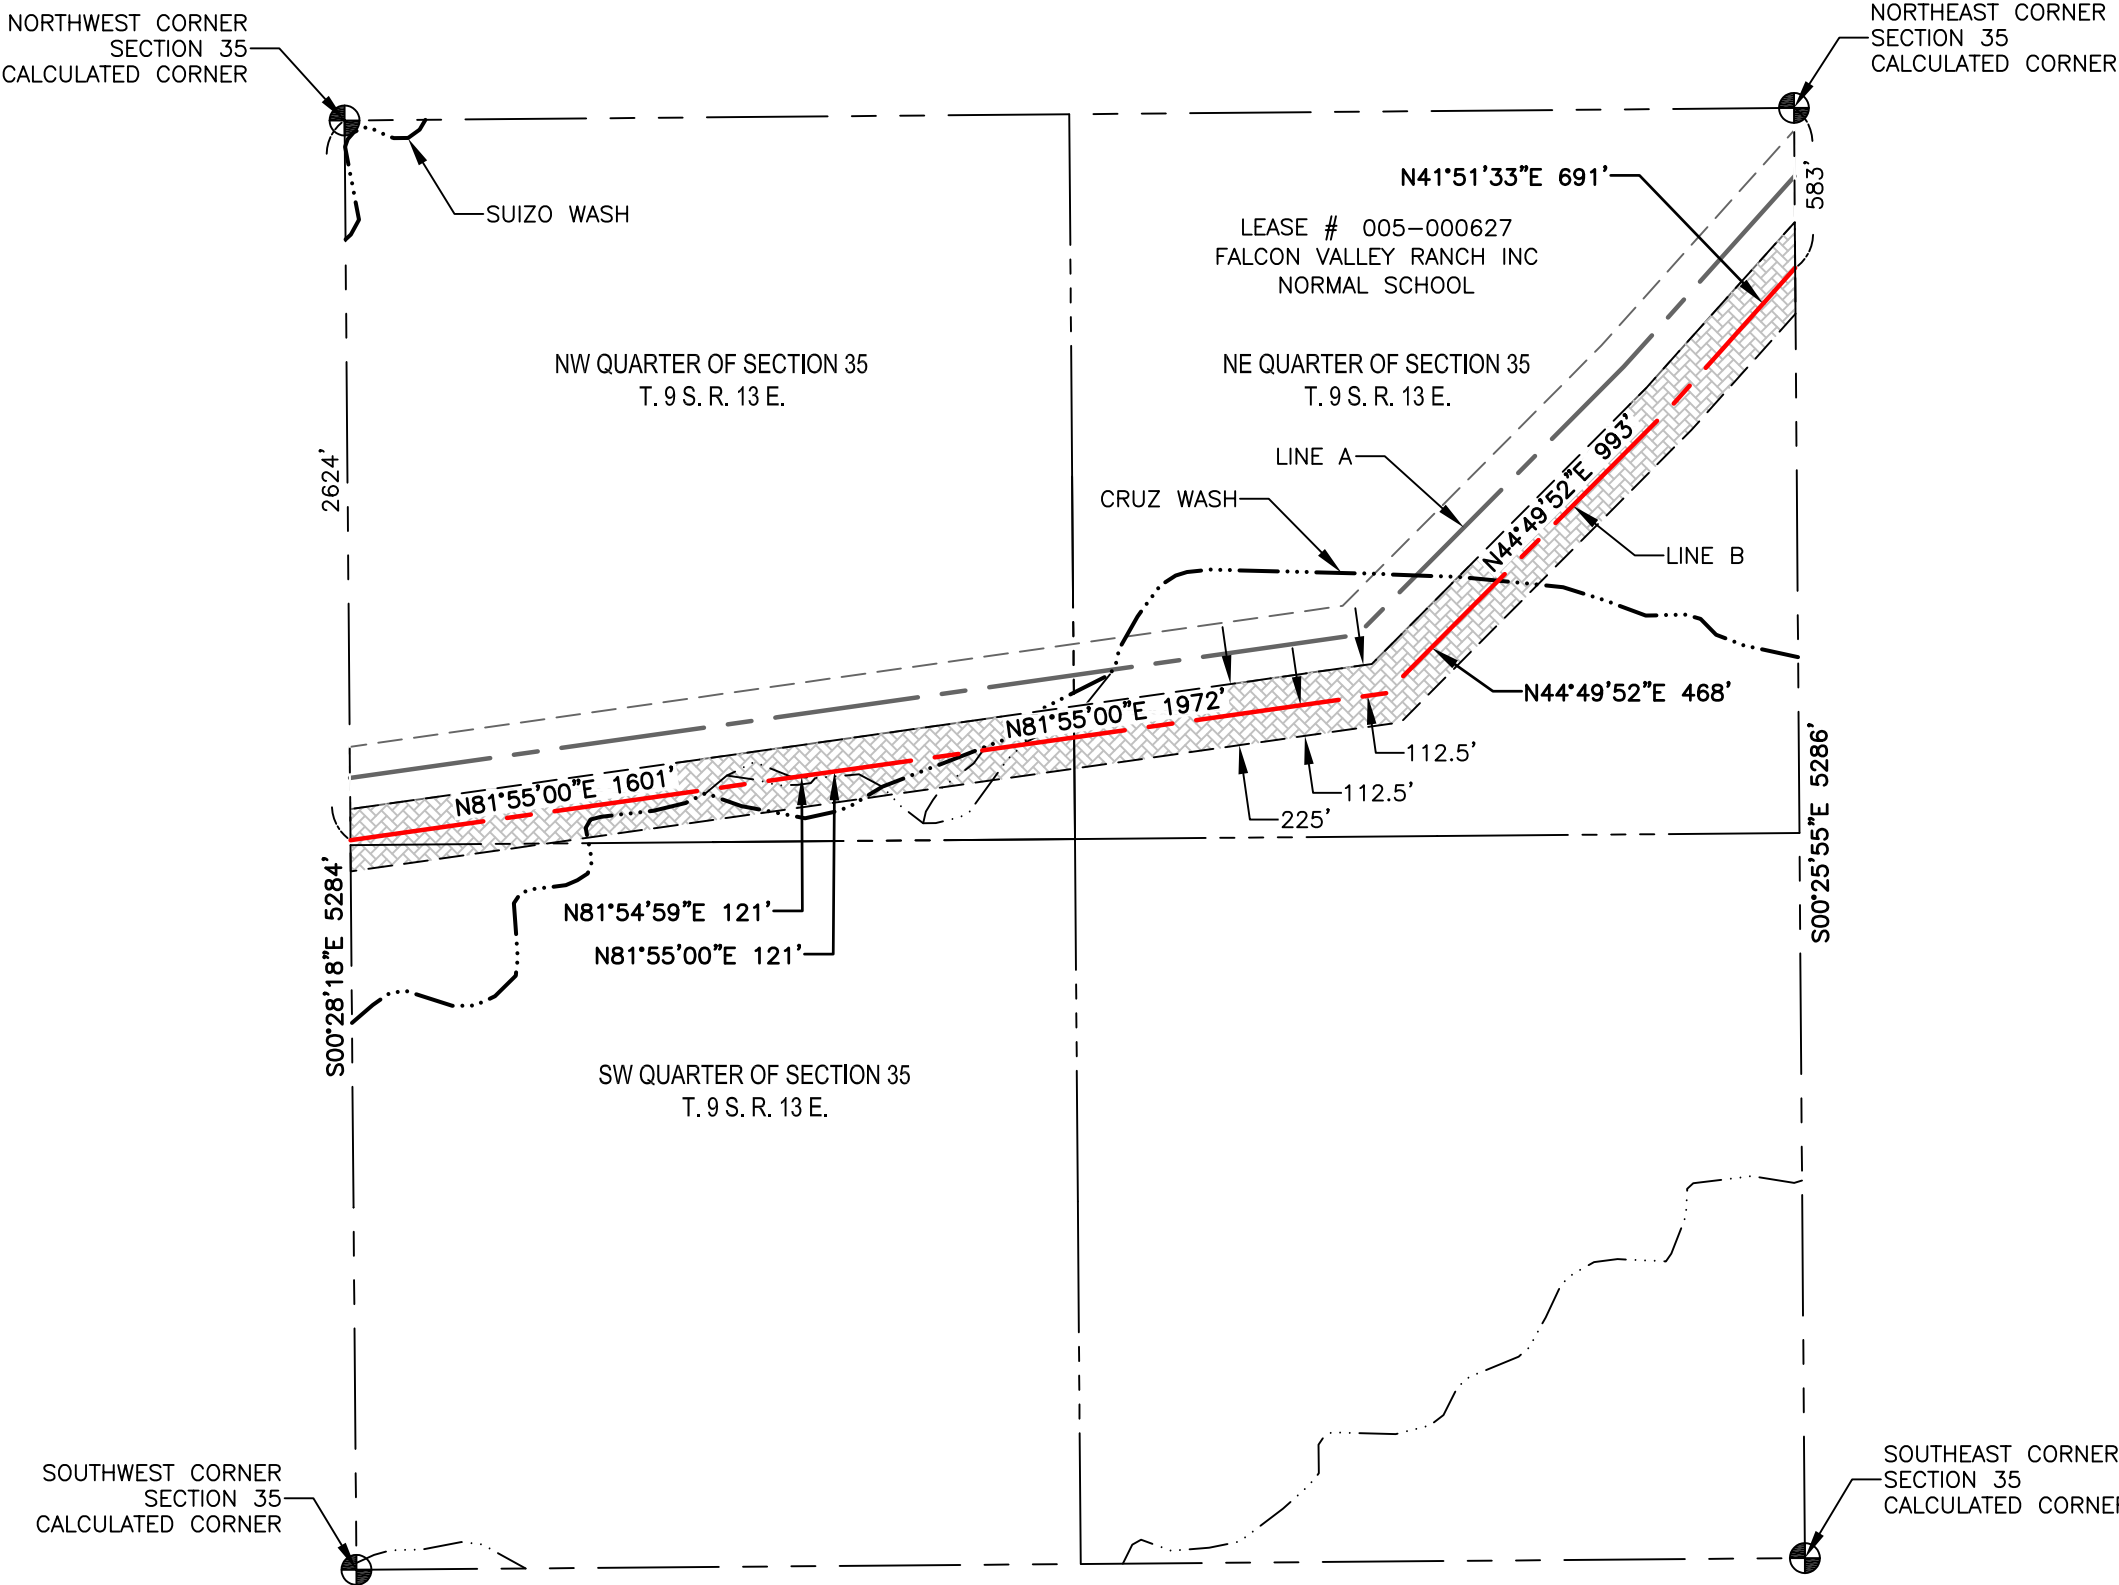 NORTHWEST CORNER
SECTION 35
CALCULATED CORNER
NORTHEAST CORNER
SECTION 35
CALCULATED CORNER
SUIZO WASH
N41°51'33"E 691'
583'
LEASE # 005-000627
FALCON VALLEY RANCH INC
NORMAL SCHOOL
NW QUARTER OF SECTION 35
T. 9 S. R. 13 E.
NE QUARTER OF SECTION 35
T. 9 S. R. 13 E.
2624'
LINE A
CRUZ WASH
N44°49'52"E 993'
LINE B
N44°49'52"E 468'
N81°55'00"E 1972'
N81°55'00"E 1601'
112.5'
112.5'
225'
S00°25'55"E 5286'
N81°54'59"E 121'
N81°55'00"E 121'
S00°28'18"E 5284'
SW QUARTER OF SECTION 35
T. 9 S. R. 13 E.
SOUTHWEST CORNER
SECTION 35
CALCULATED CORNER
SOUTHEAST CORNER
SECTION 35
CALCULATED CORNER